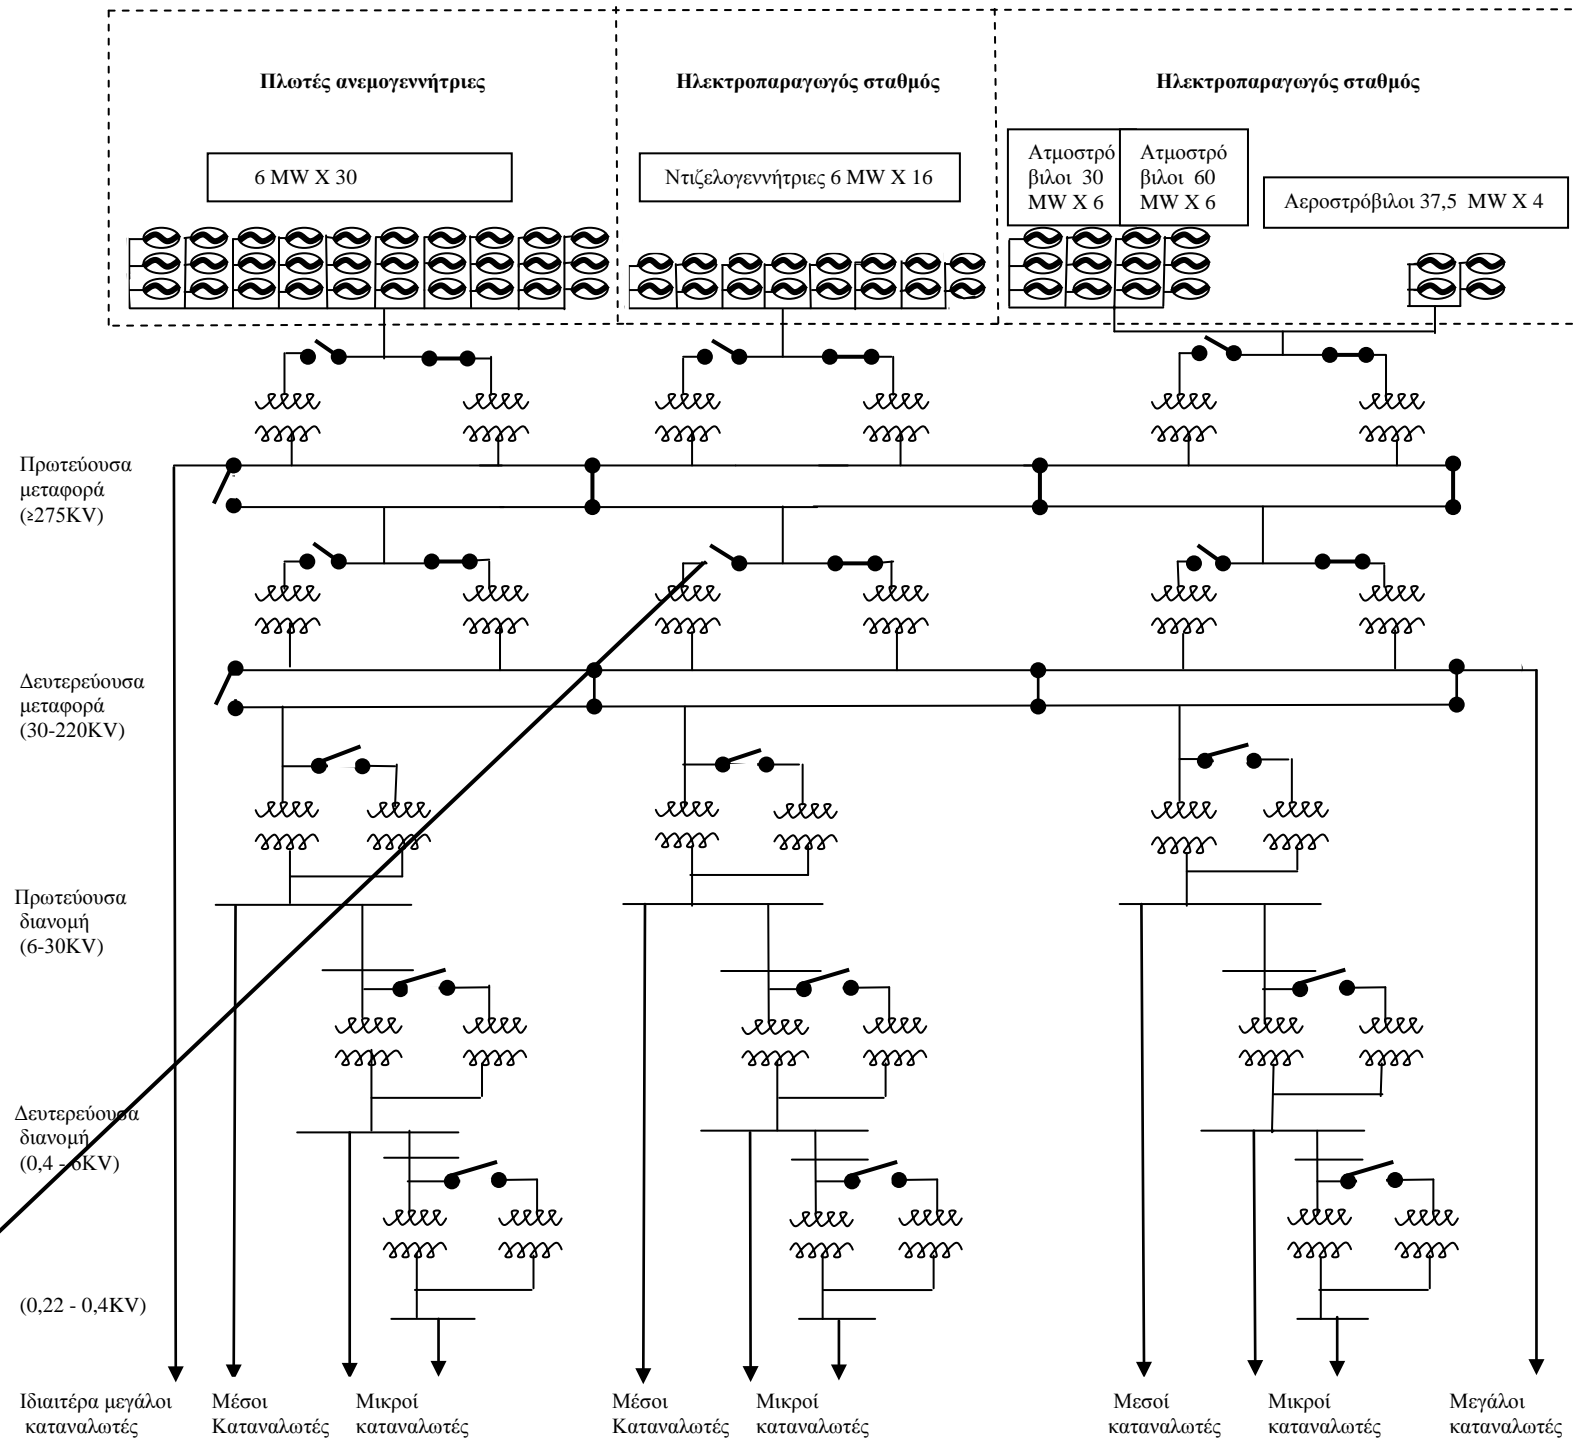 Πλωτές ανεμογεννήτριες
Ηλεκτροπαραγωγός σταθμός
Ηλεκτροπαραγωγός σταθμός
6 MW X 30
Ντιζελογεννήτριες 6 MW X 16
Ατμοστρό
βιλοι 30
MW X 6
Ατμοστρό
βιλοι 60
MW X 6
Αεροστρόβιλοι 37,5 MW X 4
Πρωτεύουσα
μεταφορά
(≥275KV)
Δευτερεύουσα
μεταφορά
(30-220KV)
Πρωτεύουσα
διανομή
(6-30KV)
Δευτερεύουσα
διανομή
(0,4 - 6KV)
(0,22 - 0,4KV)
Ιδιαιτέρα μεγάλοι
καταναλωτές
Μέσοι
Καταναλωτές
Μικροί
καταναλωτές
Μέσοι
Καταναλωτές
Μικροί
καταναλωτές
Μεσοί
καταναλωτές
Μικροί
καταναλωτές
Μεγάλοι
καταναλωτές